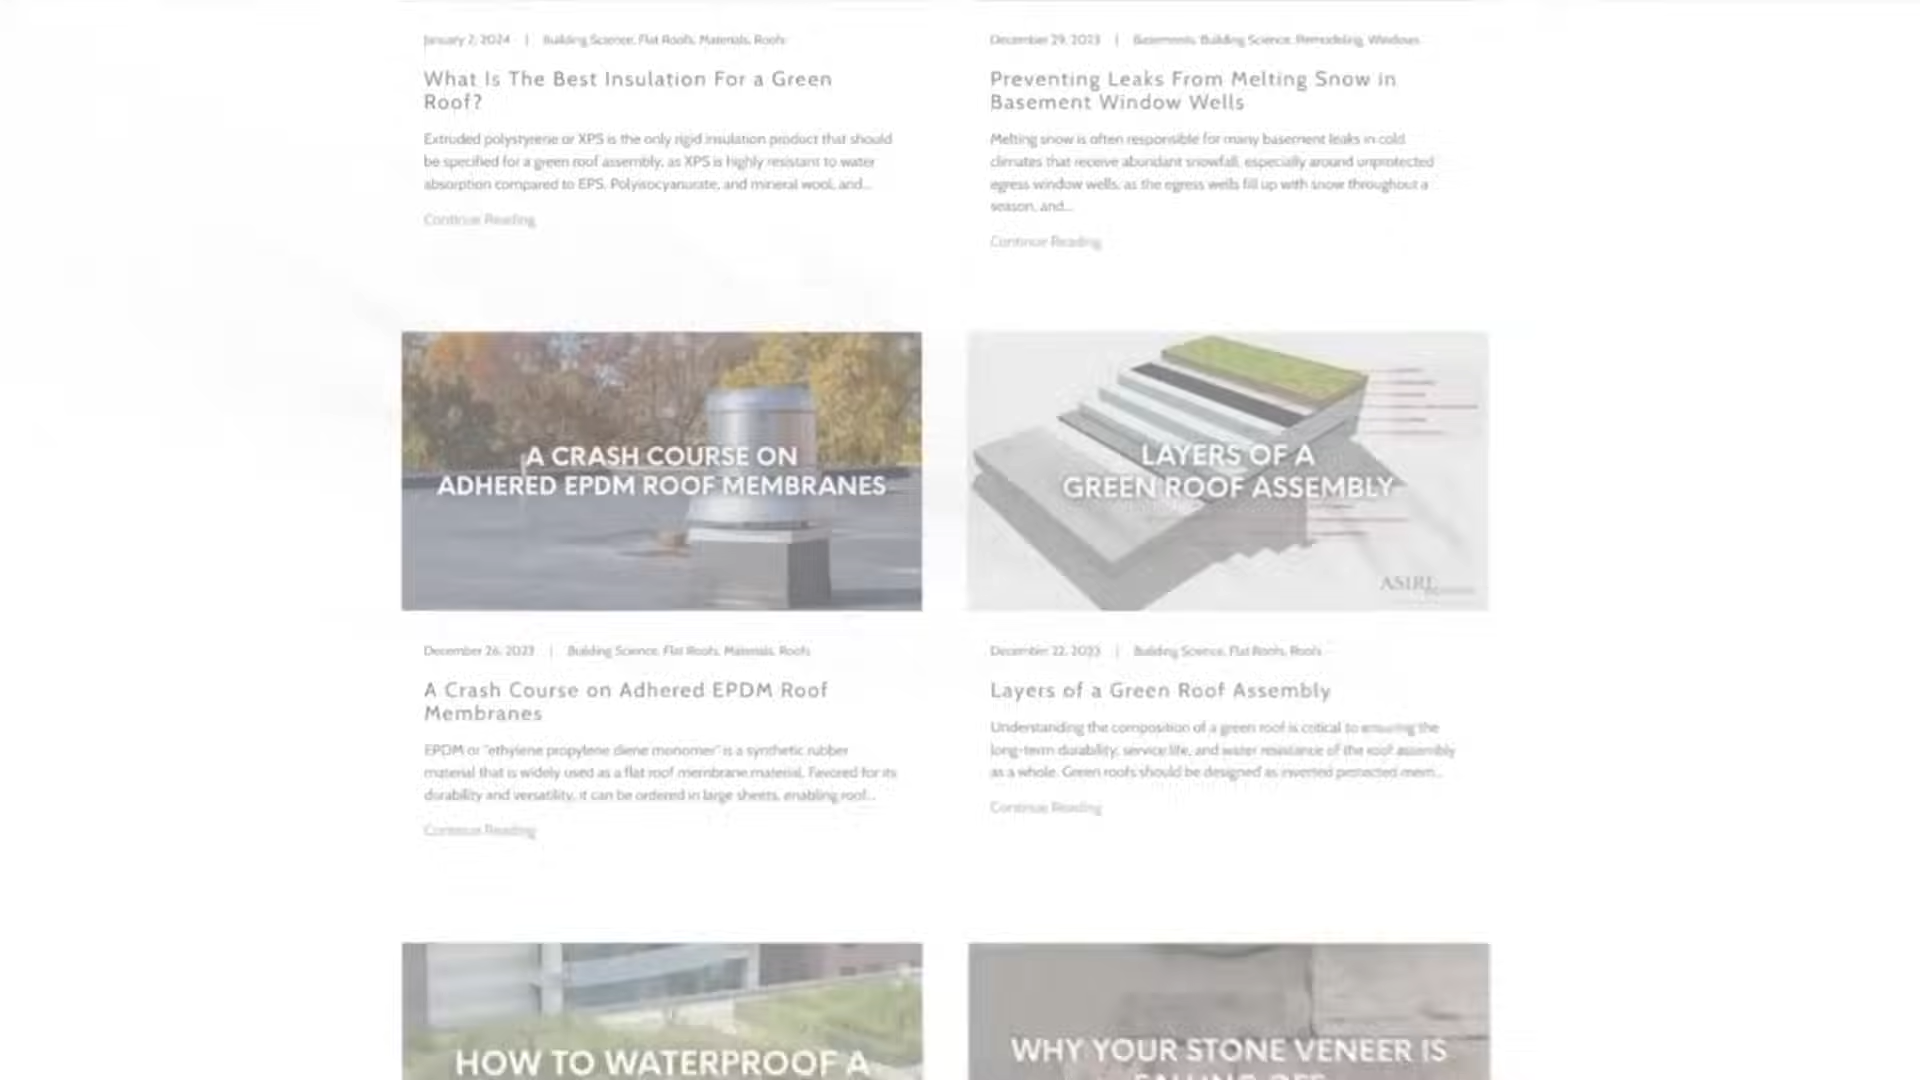 January 2, 2024 | Building Science, Flat Roofs, Materials, Roofs
What Is The Best Insulation For a Green
Roof?
Extruded polystyrene or XPS is the only rigid insulation product that should
be specified for a green roof assembly, as XPS is highly resistant to water
absorption compared to EPS, Polyisocyanurate, and mineral wool, and...
Continue Reading
December 29, 2023 | Basements, Building Science, Remodeling, Windows
Preventing Leaks From Melting Snow in
Basement Window Wells
Melting snow is often responsible for many basement leaks in cold
climates that receive abundant snowfall, especially around unprotected
egress window wells, as the egress wells fill up with snow throughout a
season, and...
Continue Reading
A CRASH COURSE ON
ADHERED EPDM ROOF MEMBRANES
December 26, 2023 | Building Science, Flat Roofs, Materials, Roofs
A Crash Course on Adhered EPDM Roof
Membranes
EPDM or "ethylene propylene diene monomer" is a synthetic rubber
material that is widely used as a flat roof membrane material. Favored for its
durability and versatility, it can be ordered in large sheets, enabling roof...
Continue Reading
LAYERS OF A
GREEN ROOF ASSEMBLY
ASIRI
December 22, 2023 | Building Science, Flat Roofs, Roofs
Layers of a Green Roof Assembly
Understanding the composition of a green roof is critical to ensuring the
long-term durability, service life, and water resistance of the roof assembly
as a whole. Green roofs should be designed as inverted protected mem...
Continue Reading
HOW TO WATERPROOF A
WHY YOUR STONE VENEER IS
FALLING OFF